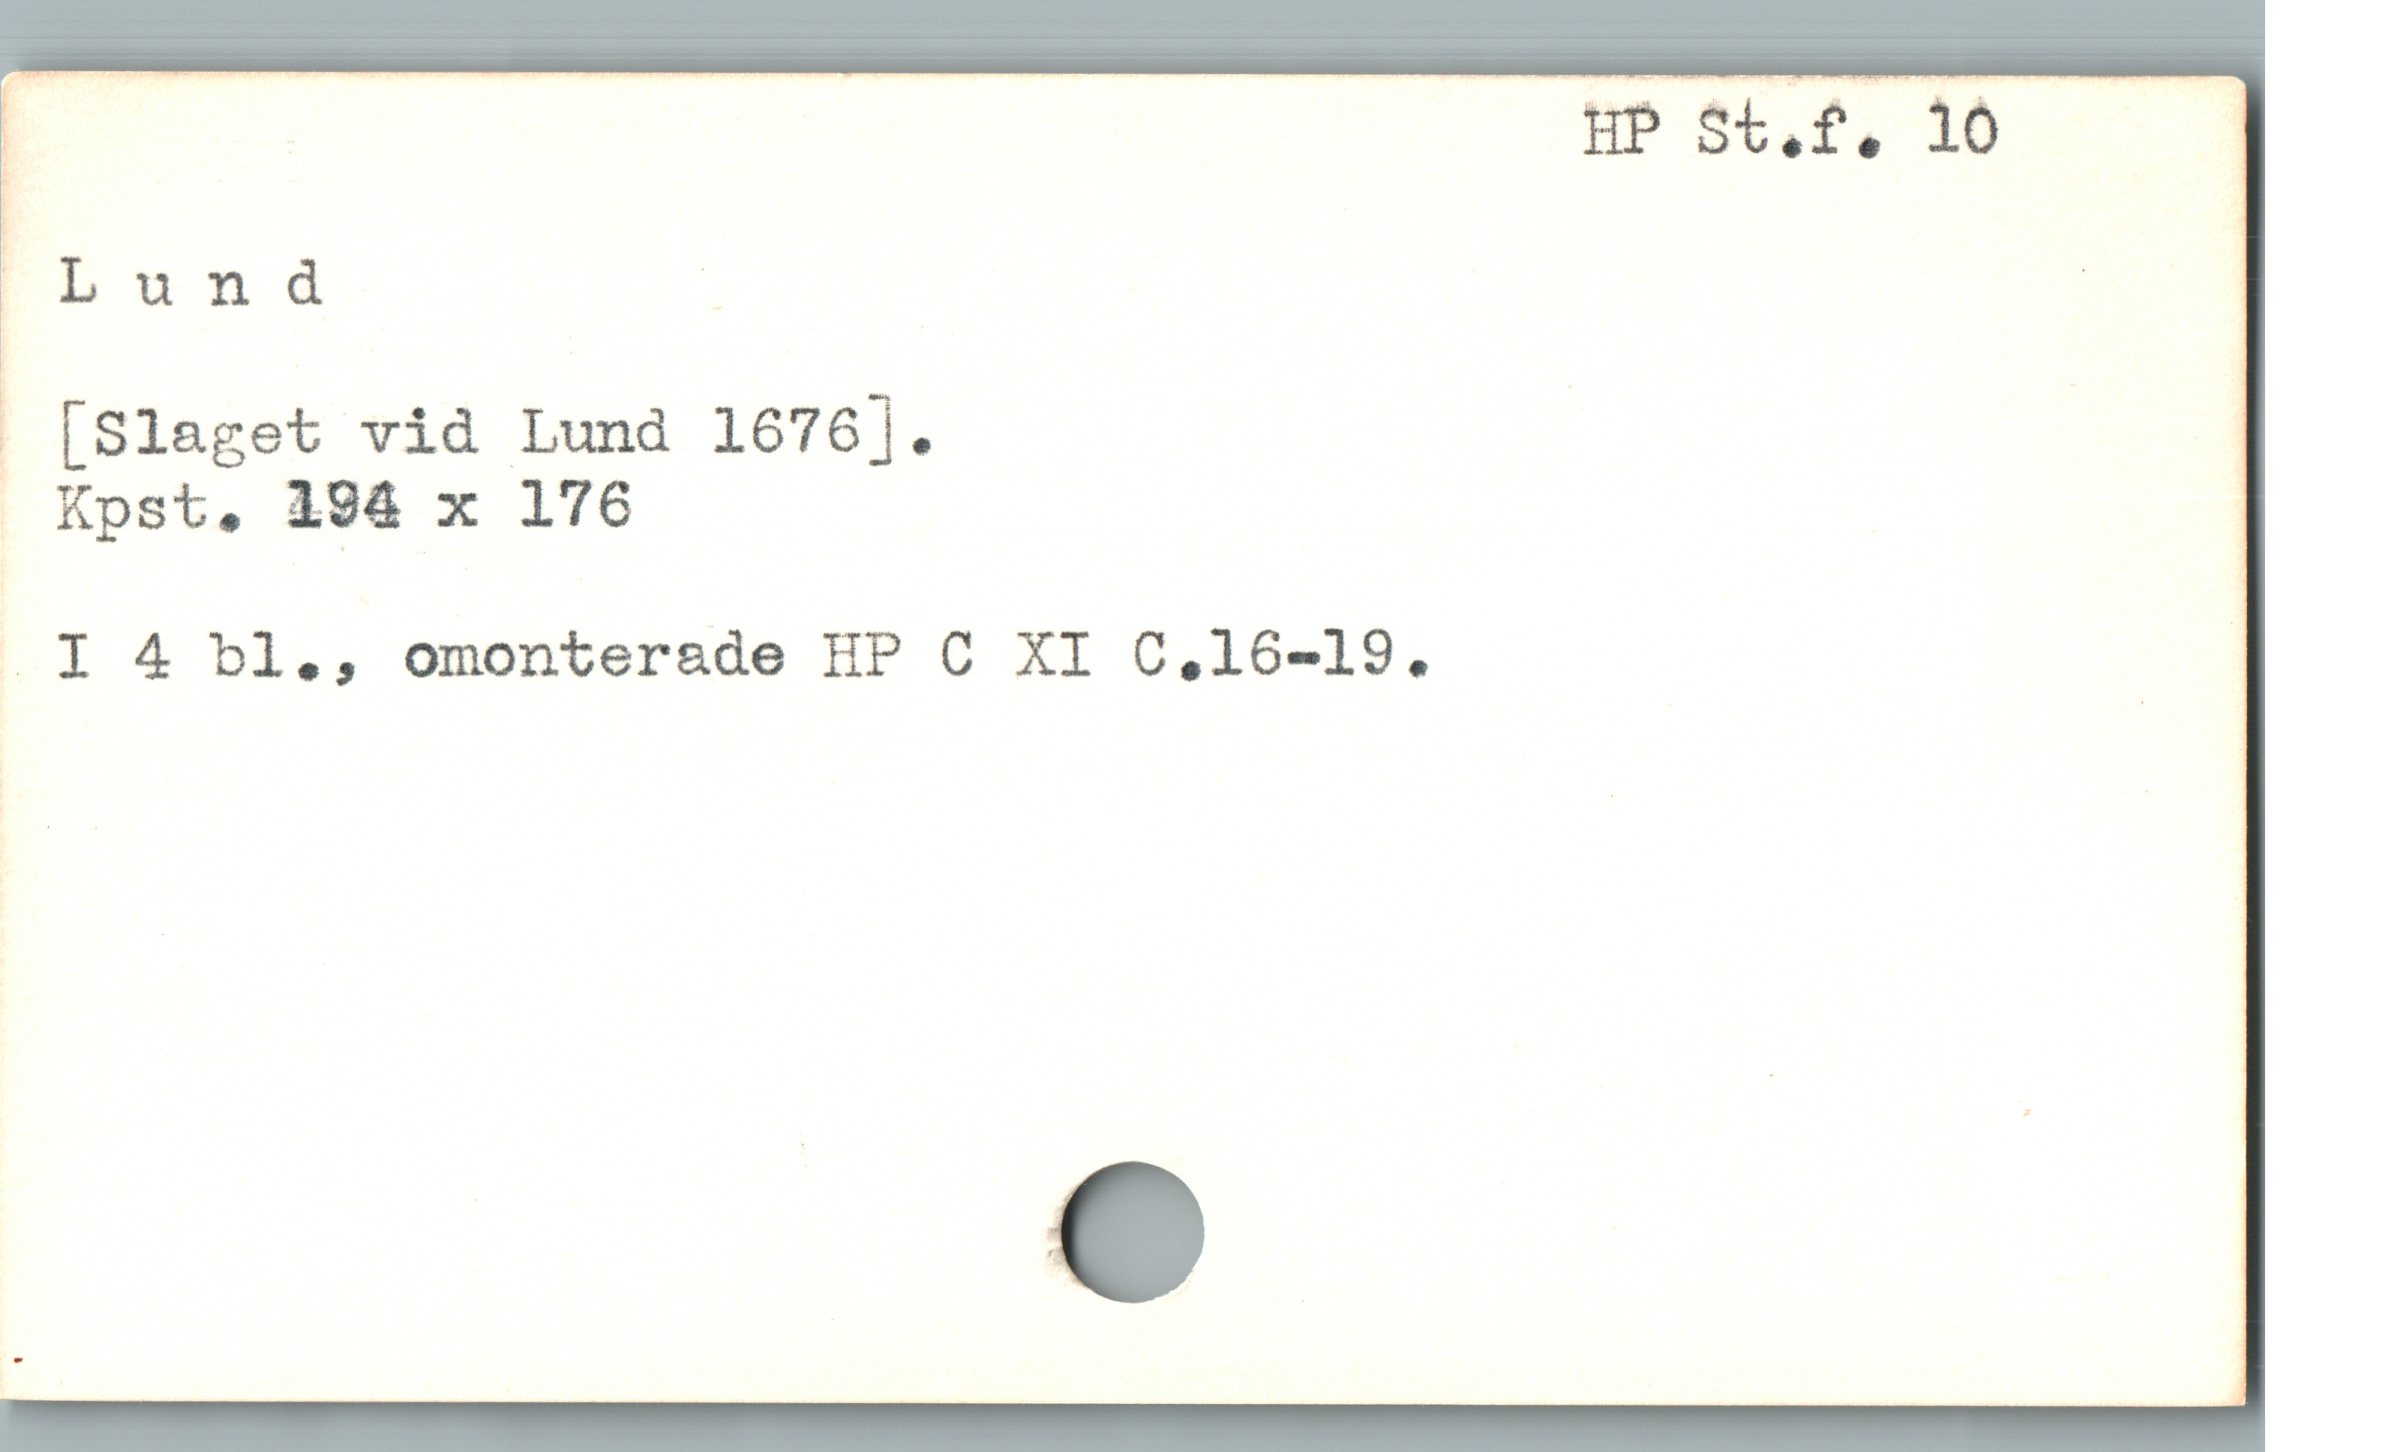 HP St.f. 10
L u n d
[Slaget vid Lund 1676].
Kpst. 194 x 176
I 4 bl., omonterade HP C XI C.16-19.